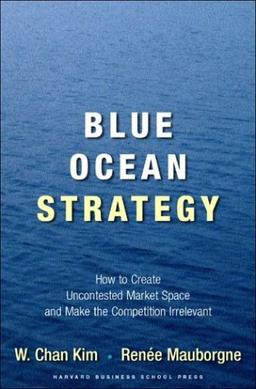 BLUE
OCEAN
STRATEGY
How to Create
Uncontested Market Space
and Make the Competition Irrelevant
W. Chan Kim • Renée Mauborgne
HARVARD BUSINESS SCHOOL PRESS